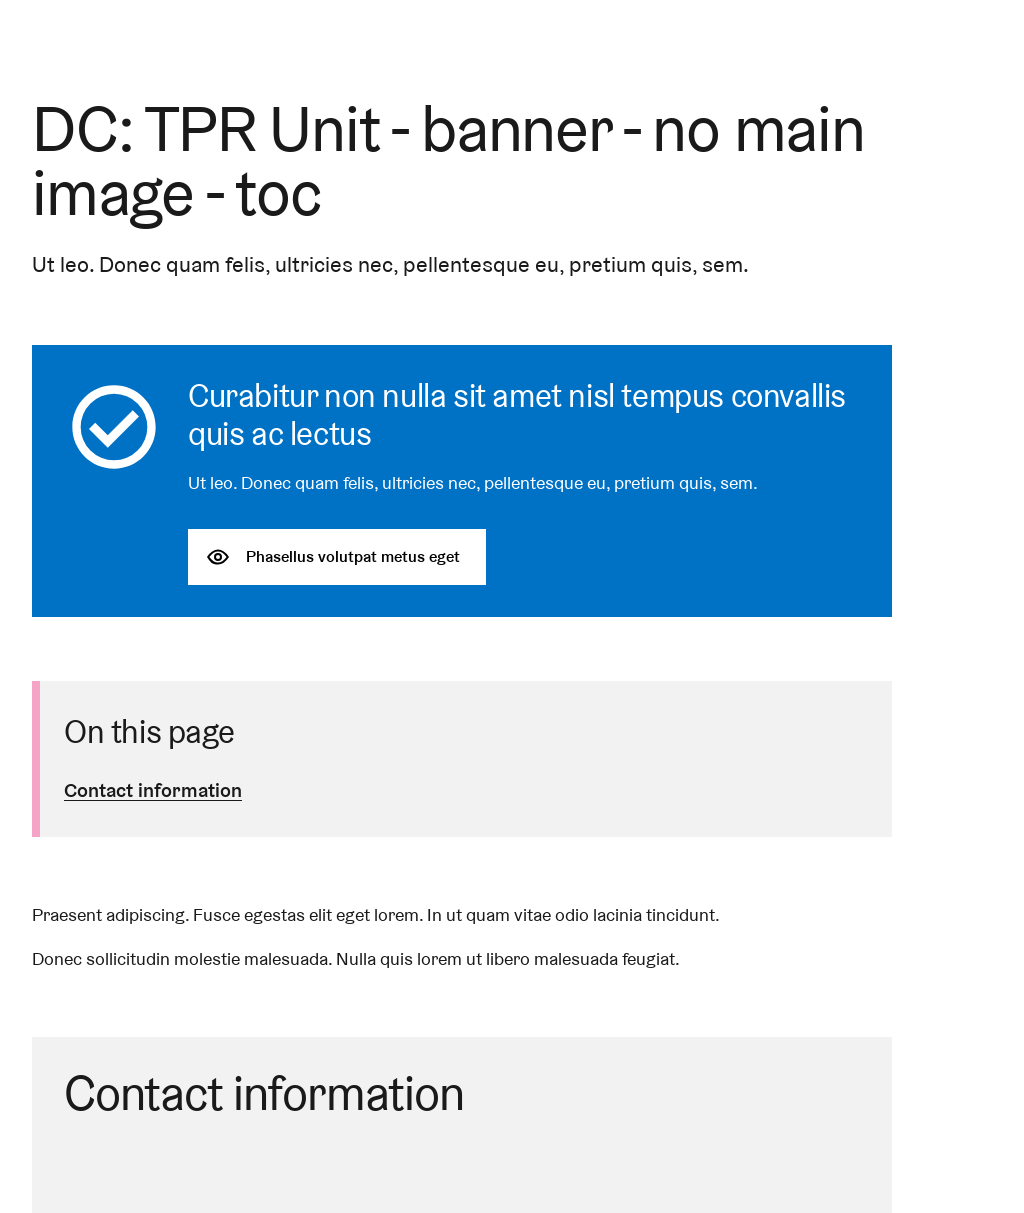 DC: TPR Unit - banner - no main
image - toc
Ut leo. Donec quam felis, ultricies nec, pellentesque eu, pretium quis, sem.
Curabitur non nulla sit amet nisl tempus convallis
quis ac lectus
Ut leo. Donec quam felis, ultricies nec, pellentesque eu, pretium quis, sem.
Phasellus volutpat metus eget
On this page
Contact information
Praesent adipiscing. Fusce egestas elit eget lorem. In ut quam vitae odio lacinia tincidunt.
Donec sollicitudin molestie malesuada. Nulla quis lorem ut libero malesuada feugiat.
Contact information